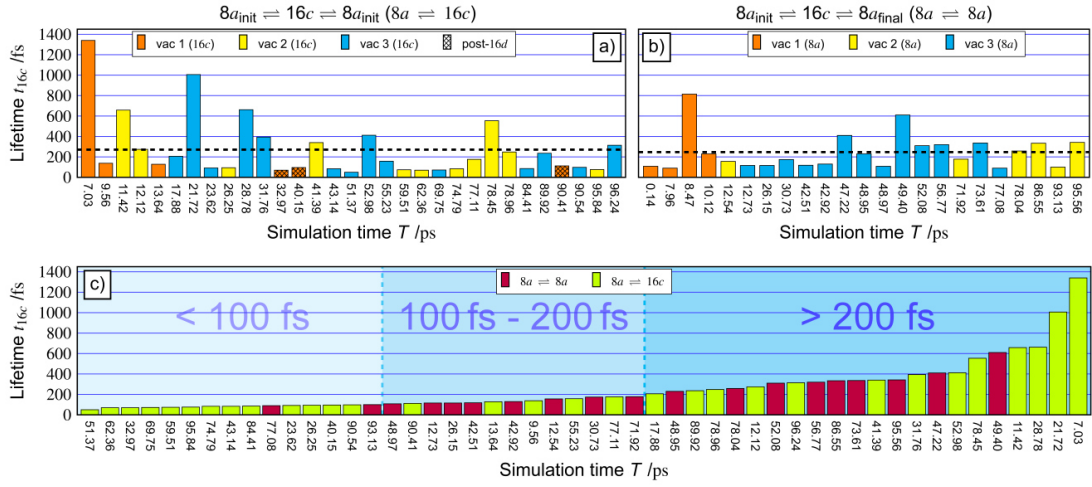 8a_init ⇌ 16c ⇌ 8a_init (8a ⇌ 16c)
8a_init ⇌ 16c ⇌ 8a_final (8a ⇌ 8a)
Lifetime t_16c /fs
1400
1200
1000
800
600
400
200
0
vac 1 (16c) vac 2 (16c) vac 3 (16c) post-16d
a)
7.03 9.56 11.42 12.12 13.64 17.88 21.72 23.62 26.25 28.78 31.76 32.97 40.15 41.39 43.14 51.37 52.98 55.23 59.51 62.36 69.75 74.79 77.11 78.45 78.96 84.41 89.92 90.41 90.54 95.84 96.24
Simulation time T /ps
vac 1 (8a) vac 2 (8a) vac 3 (8a)
b)
0.14 7.96 8.47 10.12 12.54 12.73 26.15 30.73 42.51 42.92 47.22 48.95 48.97 49.40 52.08 56.77 71.92 73.61 77.08 78.04 86.55 93.13 95.56
Simulation time T /ps
Lifetime t_16c /fs
1400
1200
1000
800
600
400
200
0
c)
8a ⇌ 8a 8a ⇌ 16c
< 100 fs
100 fs - 200 fs
> 200 fs
51.37 62.36 32.97 69.75 59.51 95.84 74.79 43.14 84.41 77.08 23.62 26.25 40.15 90.54 93.13 48.97 90.41 12.73 26.15 42.51 13.64 42.92 9.56 12.54 55.23 30.73 77.11 71.92 17.88 48.95 89.92 78.96 78.04 12.12 52.08 96.24 56.77 86.55 73.61 41.39 95.56 31.76 47.22 52.98 78.45 49.40 11.42 28.78 21.72 7.03
Simulation time T /ps